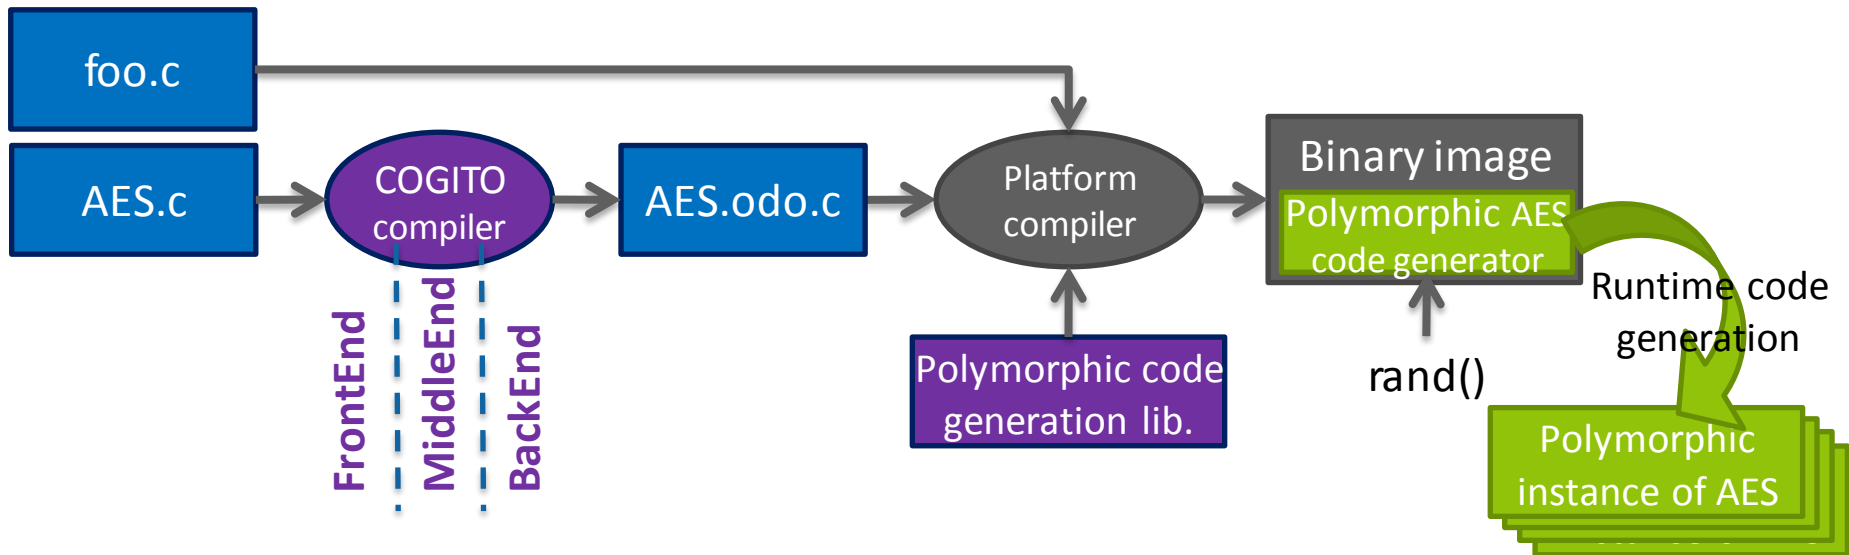 foo.c
AES.c
COGITO
compiler
AES.odo.c
Platform
compiler
Binary image
Polymorphic AES
code generator
Runtime code
generation
FrontEnd
MiddleEnd
BackEnd
Polymorphic code
generation lib.
rand()
Polymorphic
instance of AES